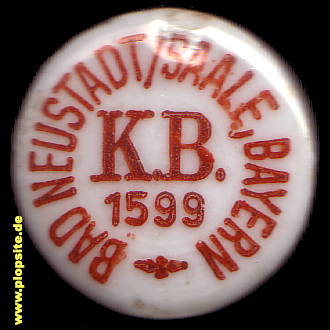 BAD NEUSTADT/SAALE, BAYERN
K.B.
1599
www.plopsite.de